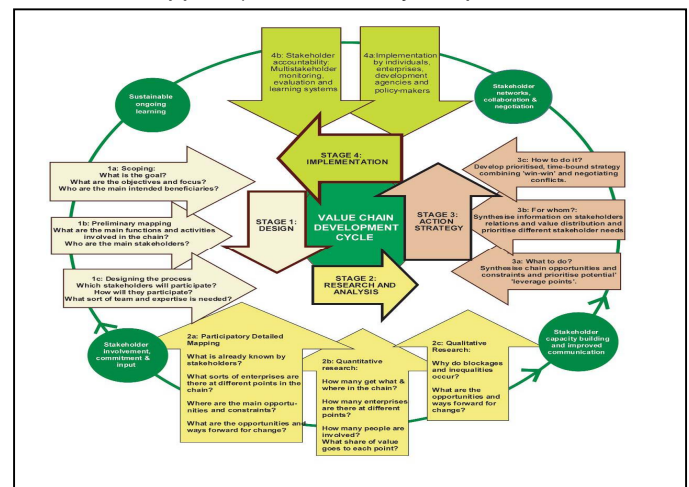 4b: Stakeholder
accountability:
Multistakeholder
monitoring,
evaluation and
learning systems
4a:Implementation
by individuals,
enterprises,
development
agencies and
policy-makers
Sustainable
ongoing
learning
Stakeholder
networks,
collaboration &
negotiation
STAGE 4:
IMPLEMENTATION
1a: Scoping:
What is the goal?
What are the objectives and focus?
Who are the main intended beneficiaries?
1b: Preliminary mapping
What are the main functions and activities
involved in the chain?
Who are the main stakeholders?
1c: Designing the process
Which stakeholders will participate?
How will they participate?
What sort of team and expertise is needed?
STAGE 1:
DESIGN
VALUE CHAIN
DEVELOPMENT
CYCLE
STAGE 3:
ACTION
STRATEGY
STAGE 2:
RESEARCH AND
ANALYSIS
3c: How to do it?
Develop prioritised, time-bound strategy
combining 'win-win' and negotiating
conflicts.
3b: For whom?:
Synthesise information on stakeholders
relations and value distribution and
prioritise different stakeholder needs
3a: What to do?
Synthesise chain opportunities and
constraints and prioritise potential'
'leverage points'.
Stakeholder
involvement,
commitment &
input
Stakeholder
capacity building
and improved
communication
2a: Participatory Detailed
Mapping
What is already known by
stakeholders?
What sorts of enterprises are
there at different points in the
chain?
Where are the main opportu-
nities and constraints?
What are the opportunities and
ways forward for change?
2b: Quantitative
research:
How many get what &
where in the chain?
How many enterprises
are there at different
points?
How many people are
involved?
What share of value
goes to each point?
2c: Qualitative
Research:
Why do blockages
and inequalities
occur?
What are the
opportunities and
ways forward for
change?